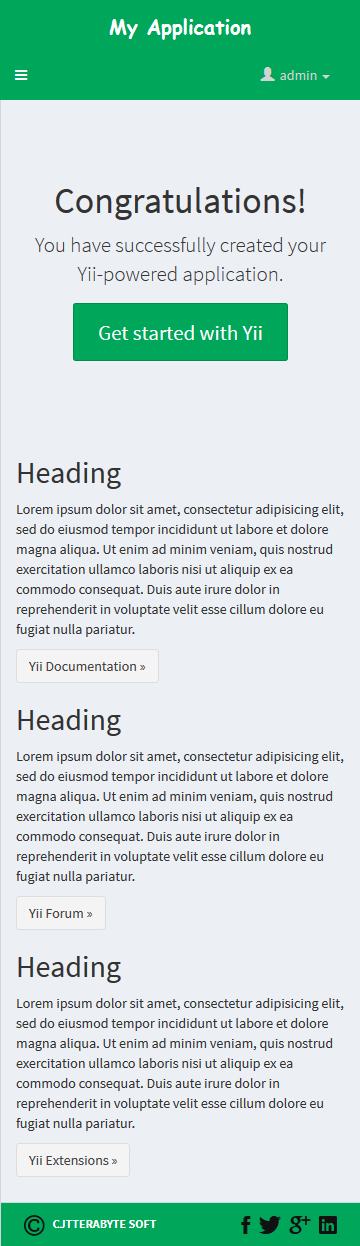 My Application
admin
Congratulations!
You have successfully created your
Yii-powered application.
Get started with Yii
Heading
Lorem ipsum dolor sit amet, consectetur adipisicing elit,
sed do eiusmod tempor incididunt ut labore et dolore
magna aliqua. Ut enim ad minim veniam, quis nostrud
exercitation ullamco laboris nisi ut aliquip ex ea
commodo consequat. Duis aute irure dolor in
reprehenderit in voluptate velit esse cillum dolore eu
fugiat nulla pariatur.
Yii Documentation »
Heading
Lorem ipsum dolor sit amet, consectetur adipisicing elit,
sed do eiusmod tempor incididunt ut labore et dolore
magna aliqua. Ut enim ad minim veniam, quis nostrud
exercitation ullamco laboris nisi ut aliquip ex ea
commodo consequat. Duis aute irure dolor in
reprehenderit in voluptate velit esse cillum dolore eu
fugiat nulla pariatur.
Yii Forum »
Heading
Lorem ipsum dolor sit amet, consectetur adipisicing elit,
sed do eiusmod tempor incididunt ut labore et dolore
magna aliqua. Ut enim ad minim veniam, quis nostrud
exercitation ullamco laboris nisi ut aliquip ex ea
commodo consequat. Duis aute irure dolor in
reprehenderit in voluptate velit esse cillum dolore eu
fugiat nulla pariatur.
Yii Extensions »
© CJTTERABYTE SOFT